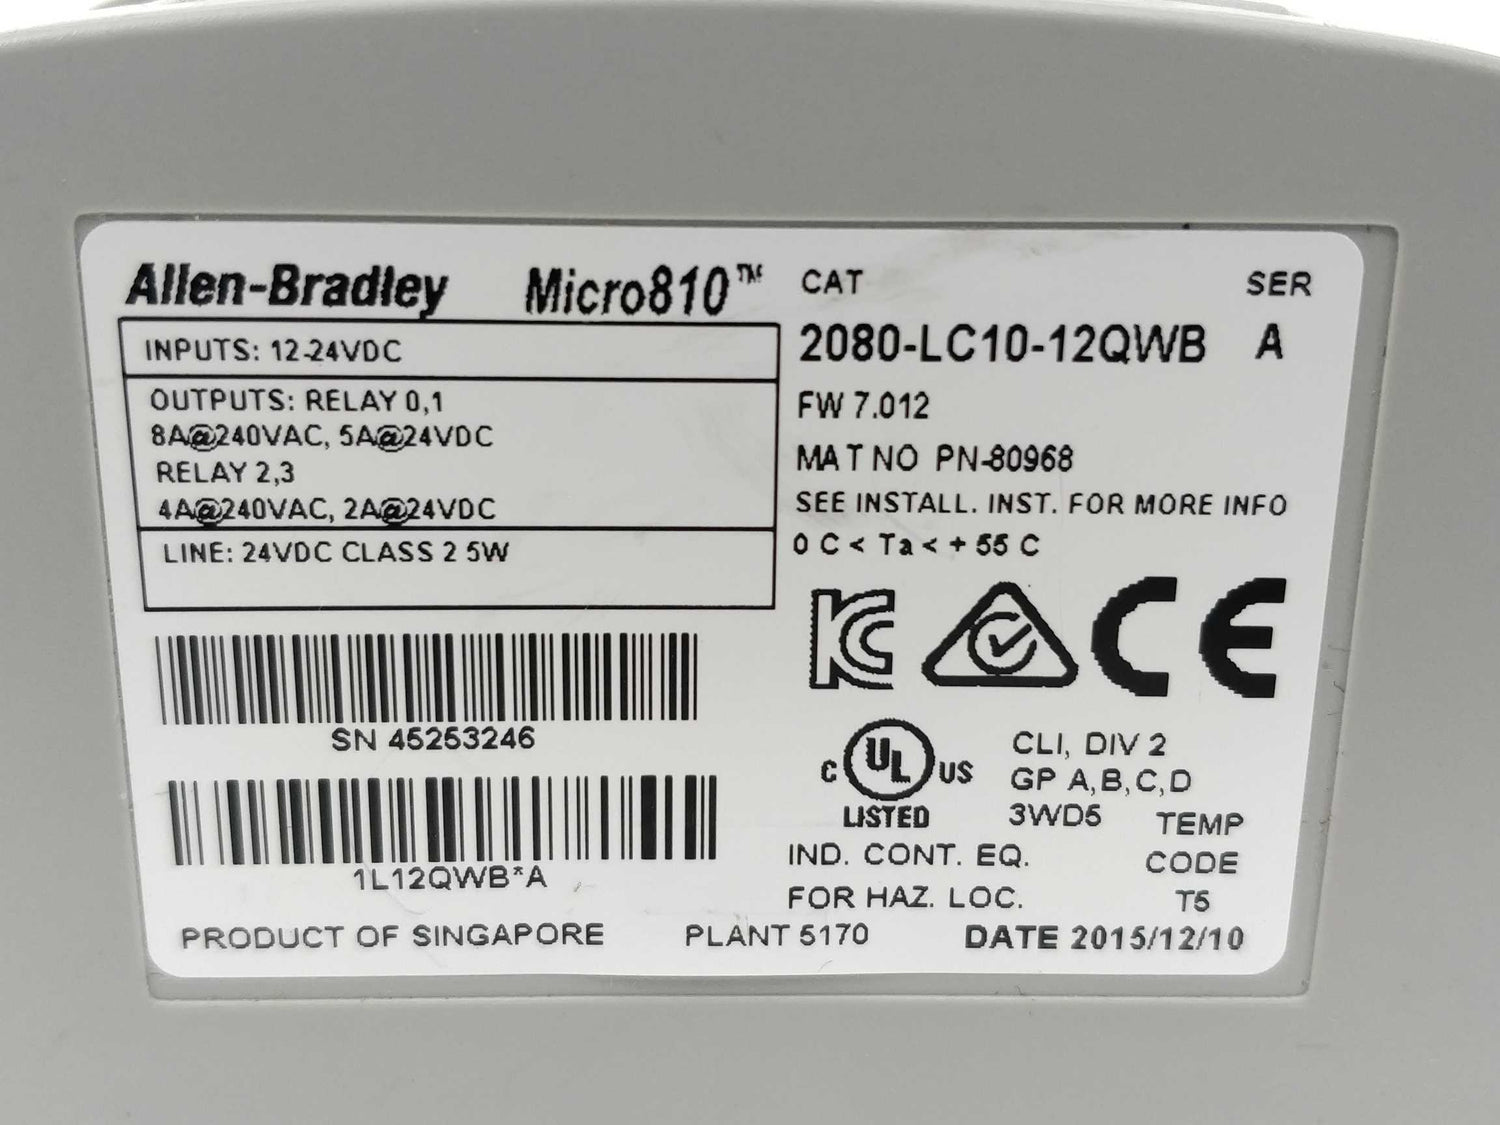 Allen-Bradley Micro810™
INPUTS: 12-24VDC
OUTPUTS: RELAY 0,1
8A@240VAC, 5A@24VDC
RELAY 2,3
4A@240VAC, 2A@24VDC
LINE: 24VDC CLASS 2 5W
SN 45253246
1L12QWB*A
CAT SER
2080-LC10-12QWB A
FW 7.012
MAT NO PN-80968
SEE INSTALL. INST. FOR MORE INFO
0 C < Ta < + 55 C
KC CE
C UL US
LISTED
CLI, DIV 2
GP A,B,C,D
3WD5
TEMP
CODE
T5
IND. CONT. EQ.
FOR HAZ. LOC.
PRODUCT OF SINGAPORE PLANT 5170 DATE 2015/12/10